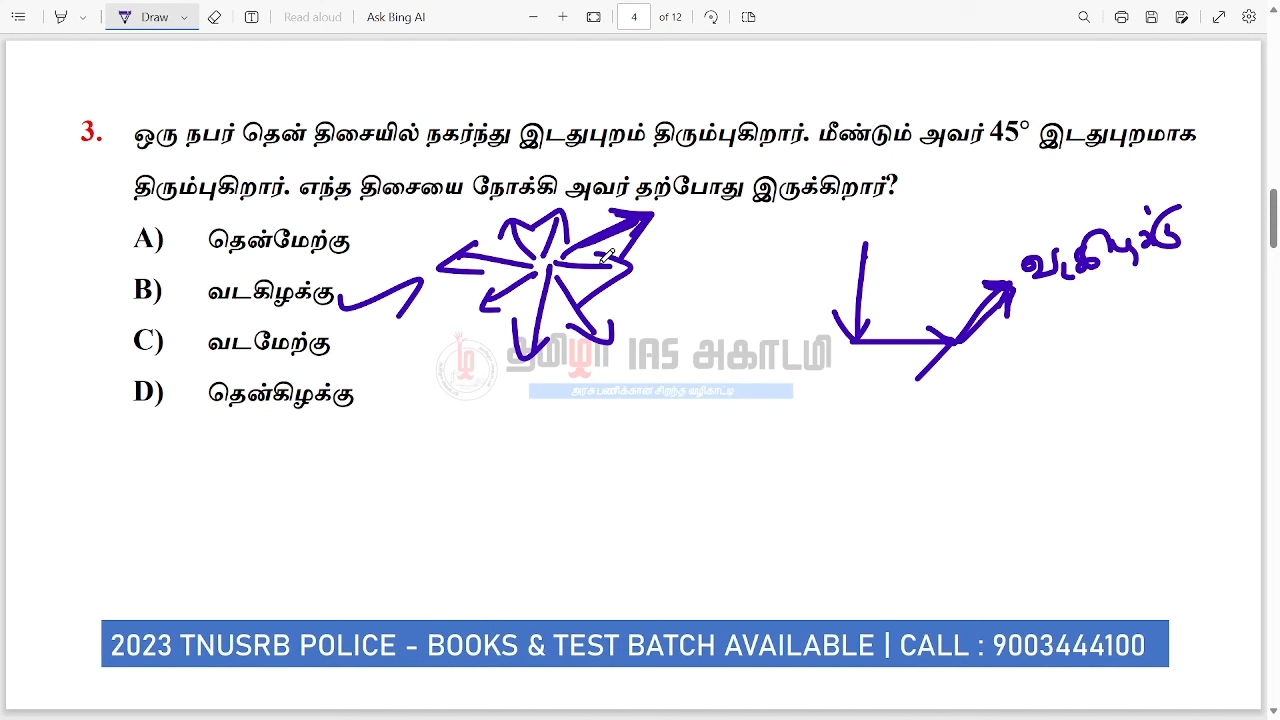 Draw
Read aloud
Ask Bing AI
4
of 12
3. ஒரு நபர் தென் திசையில் நகர்ந்து இடதுபுறம் திரும்புகிறார். மீண்டும் அவர் 45° இடதுபுறமாக
திரும்புகிறார். எந்த திசையை நோக்கி அவர் தற்போது இருக்கிறார்?
A) தென்மேற்கு
B) வடகிழக்கு
C) வடமேற்கு
D) தென்கிழக்கு
தமிழா IAS அகாடமி
அரசு பணிக்கான சிறந்த வழிகாட்டி
2023 TNUSRB POLICE - BOOKS & TEST BATCH AVAILABLE | CALL : 9003444100